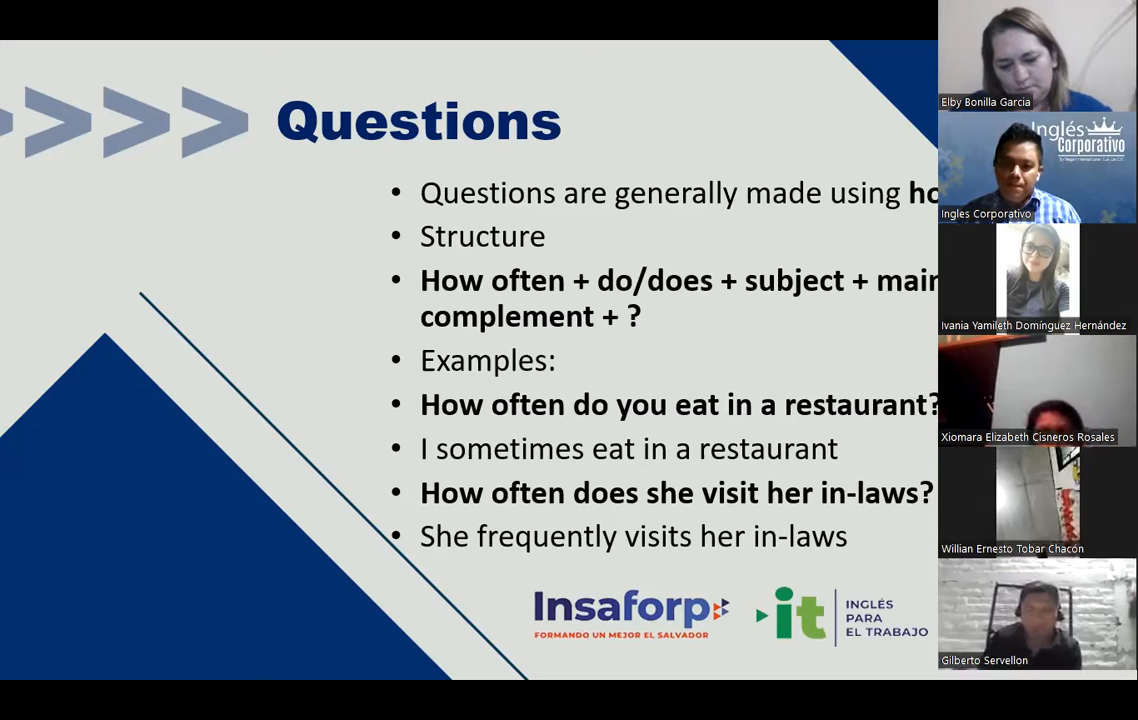 Questions
• Questions are generally made using
• Structure
• How often + do/does + subject +
complement + ?
• Examples:
• How often do you eat in a restaurant?
• I sometimes eat in a restaurant
• How often does she visit her in-laws?
• She frequently visits her in-laws
Insaforp
FORMANDO UN MEJOR EL SALVADOR
it
INGLÉS
PARA
EL TRABAJO
Elby Bonilla Garcia
Inglés
Corporativo
Ingles Corporativo
Ivania Yamileth Domínguez Hernández
Xiomara Elizabeth Cisneros Rosales
Willian Ernesto Tobar Chacón
Gilberto Servellon